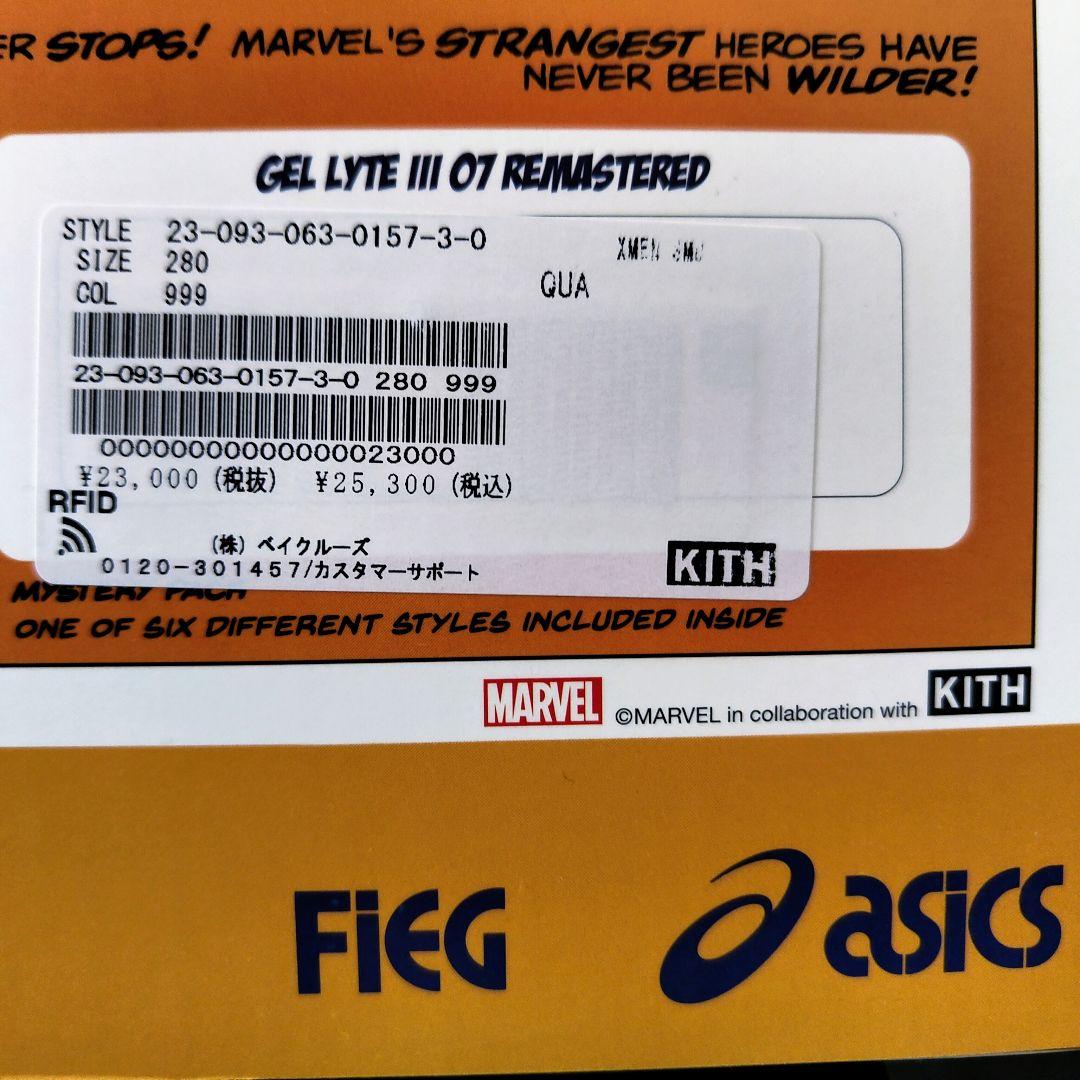 ER STOPS! MARVEL'S STRANGEST HEROES HAVE
NEVER BEEN WILDER!
GEL LYTE III 07 REMASTERED
STYLE 23-093-063-0157-3-0
XMEN
SIZE 280
QUA
COL 999
23-093-063-0157-3-0 280 999
00000000000000023000
¥23,000 (税抜) ¥25,300 (税込)
RFID
(株) ベイクルーズ
0120-301457/カスタマーサポート
KITH
MYSTERY PACK
ONE OF SIX DIFFERENT STYLES INCLUDED INSIDE
MARVEL ©MARVEL in collaboration with KITH
FiEG asics